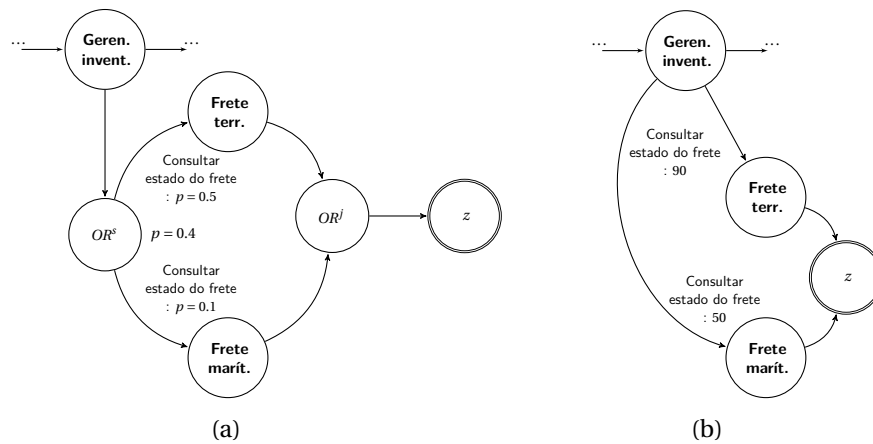 ...
Geren.
invent.
...
Frete
terr.
Consultar
estado do frete
: p = 0.5
OR^s
p = 0.4
OR^j
z
Consultar
estado do frete
: p = 0.1
Frete
marít.
(a)
...
Geren.
invent.
...
Consultar
estado do frete
: 90
Frete
terr.
z
Consultar
estado do frete
: 50
Frete
marít.
(b)